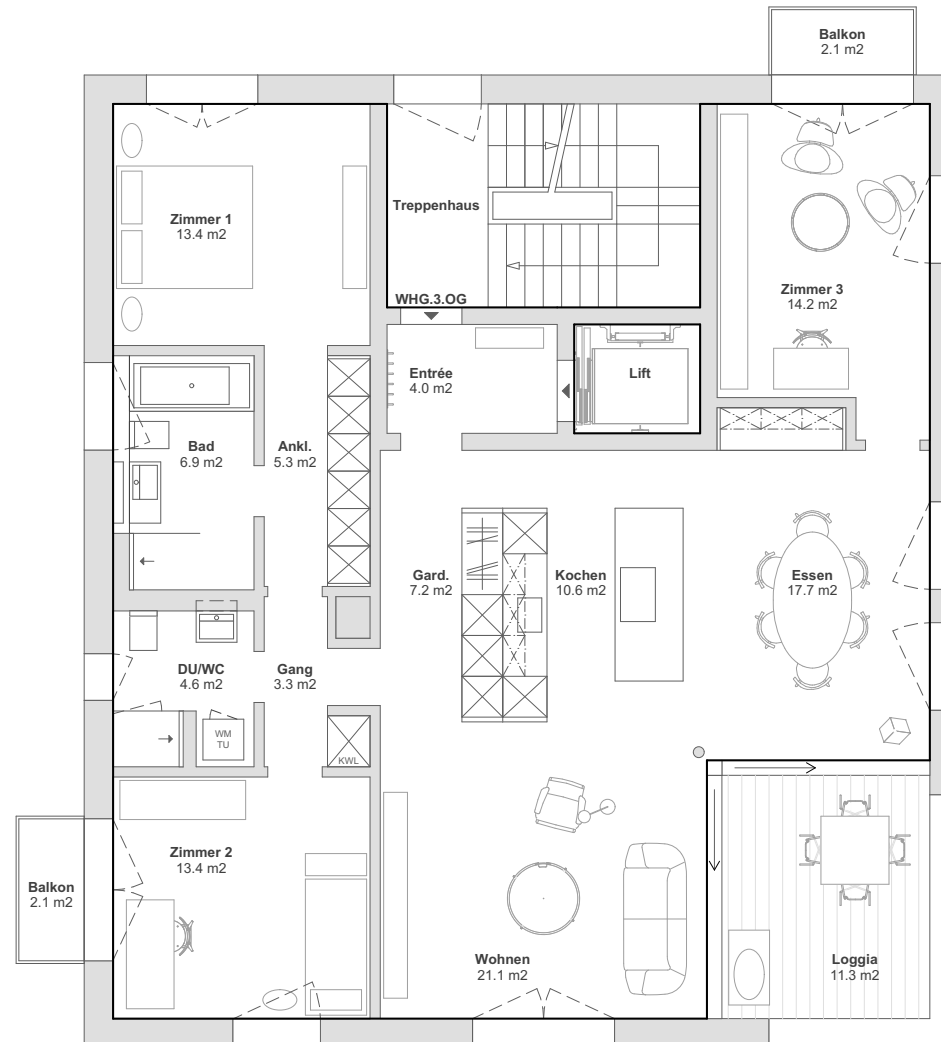 Balkon
2.1 m2
Zimmer 1
13.4 m2
Treppenhaus
Zimmer 3
14.2 m2
WHG.3.OG
Entrée
4.0 m2
Lift
Bad
6.9 m2
Ankl.
5.3 m2
Gard.
7.2 m2
Kochen
10.6 m2
Essen
17.7 m2
DU/WC
4.6 m2
Gang
3.3 m2
WM
TU
KWL
Zimmer 2
13.4 m2
Balkon
2.1 m2
Wohnen
21.1 m2
Loggia
11.3 m2